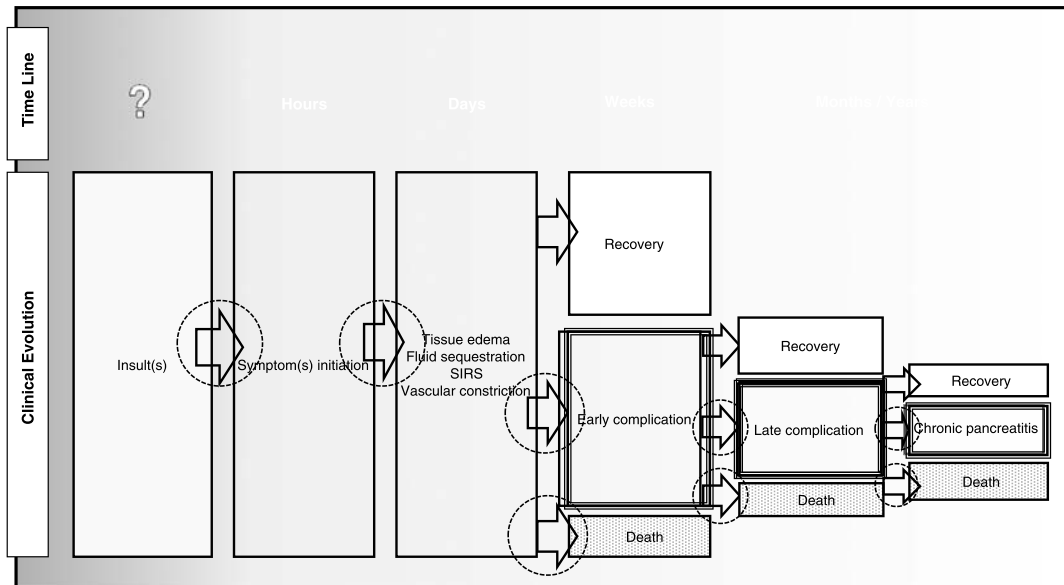 Time Line
?
Hours
Days
Weeks
Months / Years
Clinical Evolution
Insult(s)
Symptom(s) initiation
Tissue edema
Fluid sequestration
SIRS
Vascular constriction
Recovery
Early complication
Death
Recovery
Late complication
Death
Recovery
Chronic pancreatitis
Death